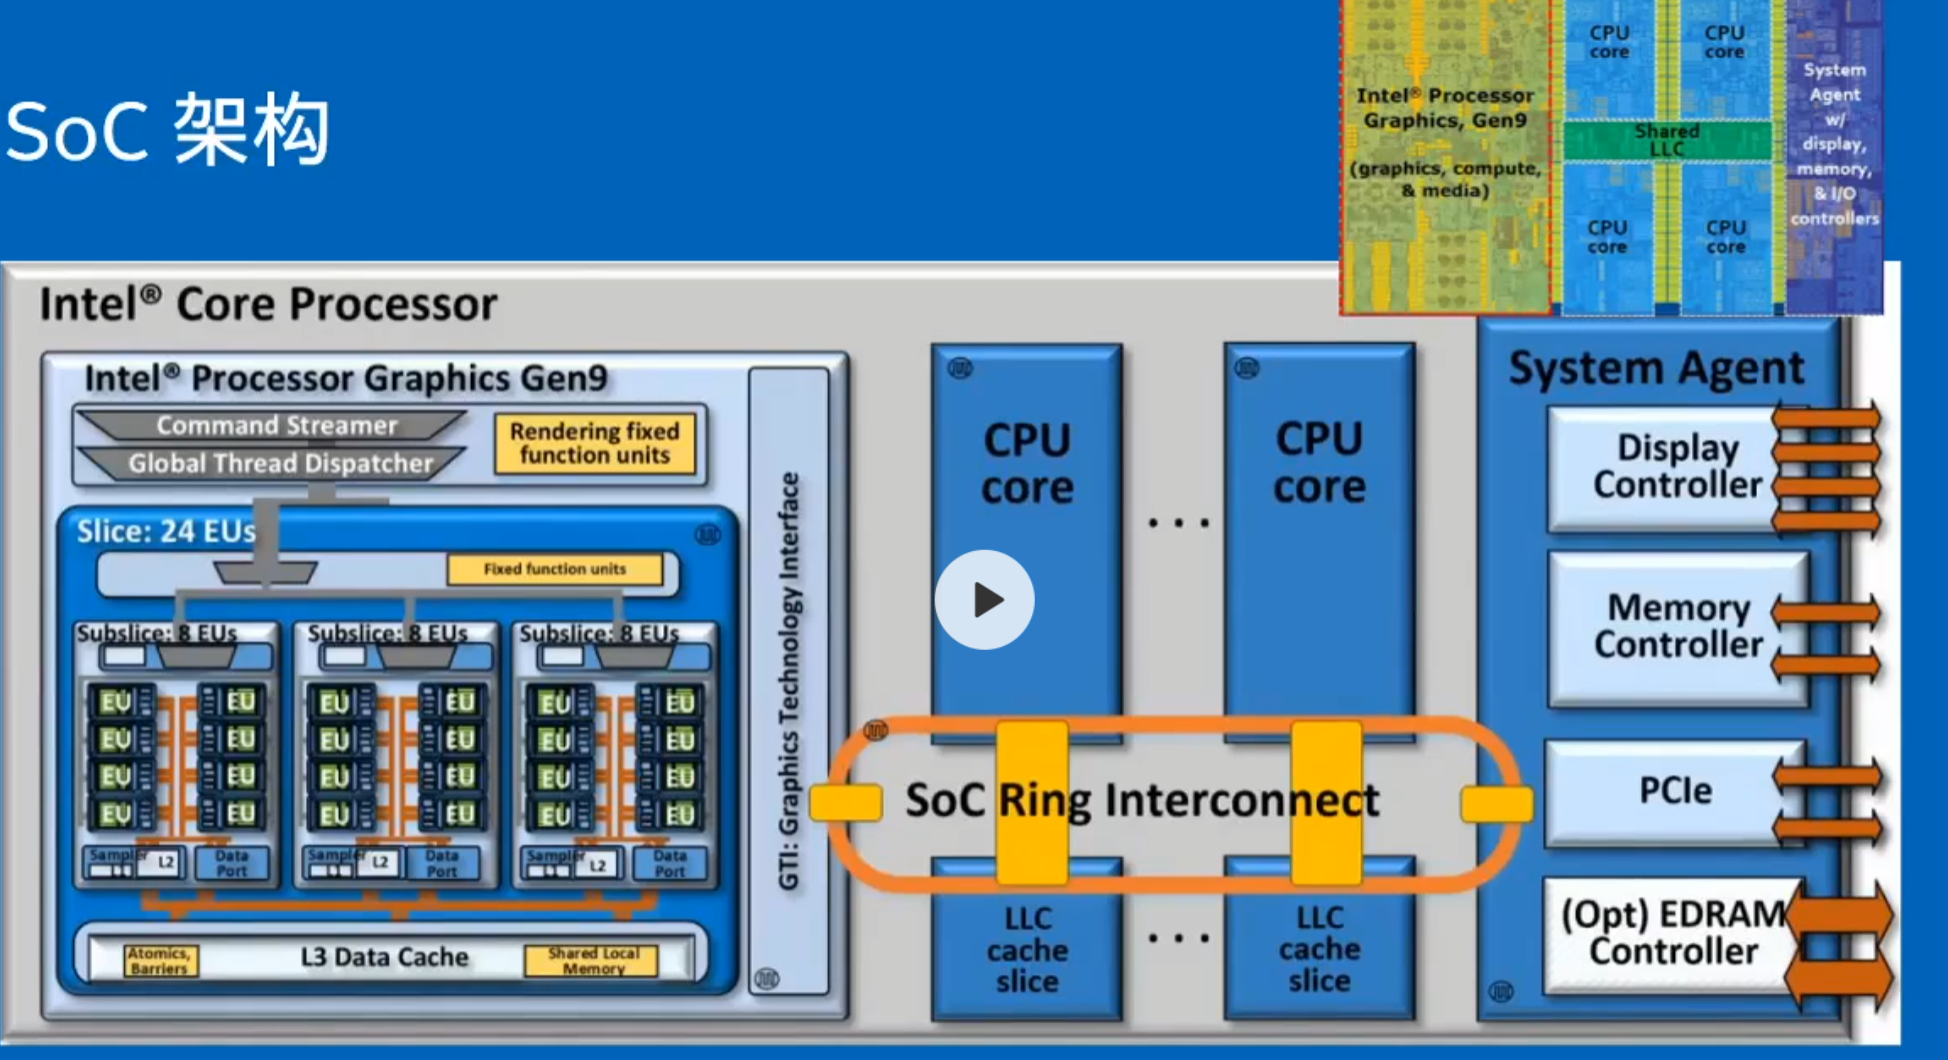 SoC 架构
Intel® Processor
Graphics, Gen9
(graphics, compute,
& media)
CPU
core
CPU
core
Shared
LLC
CPU
core
CPU
core
System
Agent
w/
display,
memory,
& I/O
controllers
Intel® Core Processor
Intel® Processor Graphics Gen9
Command Streamer
Global Thread Dispatcher
Rendering fixed
function units
Slice: 24 EUs
Fixed function units
Subslice: 8 EUs
Subslice: 8 EUs
Subslice: 8 EUs
EU EU EU EU EU EU
EU EU EU EU EU EU
EU EU EU EU EU EU
EU EU EU EU EU EU
Sampler
L1
L2
Data
Port
Sampler
L1
L2
Data
Port
Sampler
L1
L2
Data
Port
Atomics,
Barriers
L3 Data Cache
Shared Local
Memory
GTI: Graphics Technology Interface
CPU
core
...
CPU
core
SoC Ring Interconnect
LLC
cache
slice
...
LLC
cache
slice
System Agent
Display
Controller
Memory
Controller
PCIe
(Opt) EDRAM
Controller